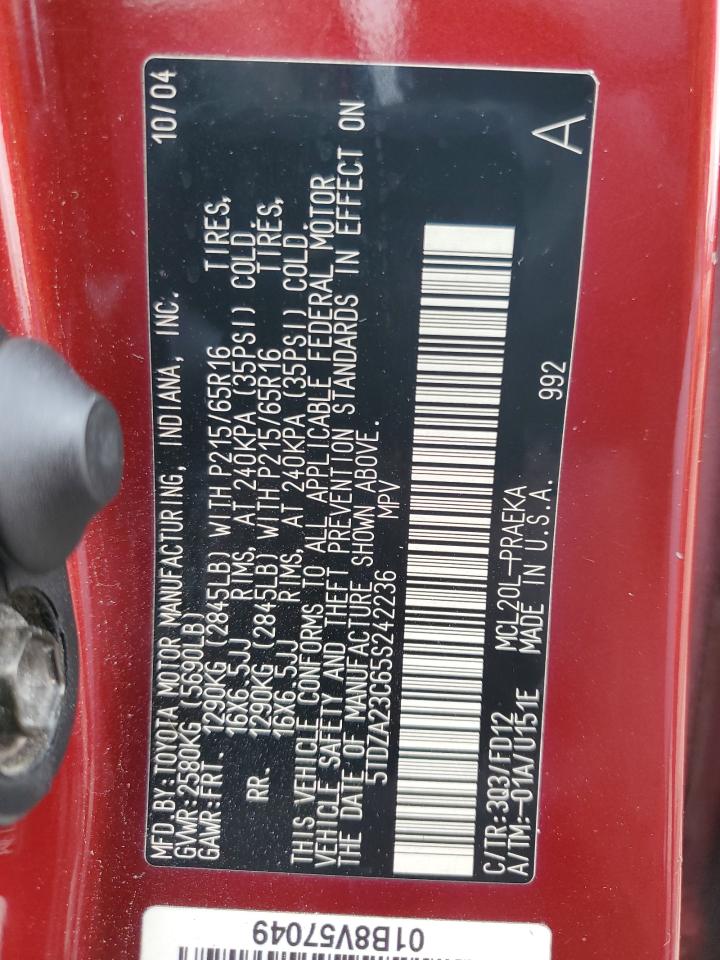 MFD.BY:TOYOTA MOTOR MANUFACTURING, INDIANA, INC. 10/04
GVWR:2580KG (5690LB)
GAWR:FRT. 1290KG (2845LB) WITH P215/65R16 TIRES,
16X6.5JJ RIMS, AT 240KPA (35PSI) COLD.
RR. 1290KG (2845LB) WITH P215/65R16 TIRES,
16X6.5JJ RIMS, AT 240KPA (35PSI) COLD.
THIS VEHICLE CONFORMS TO ALL APPLICABLE FEDERAL MOTOR
VEHICLE SAFETY AND THEFT PREVENTION STANDARDS IN EFFECT ON
THE DATE OF MANUFACTURE SHOWN ABOVE.
5TDZA23C65S242236 MPV
C/TR:3Q3/FD12 MCL20L-PRAEKA
A/TM:-01A/U151E MADE IN U.S.A. 992 A
01B8V57049